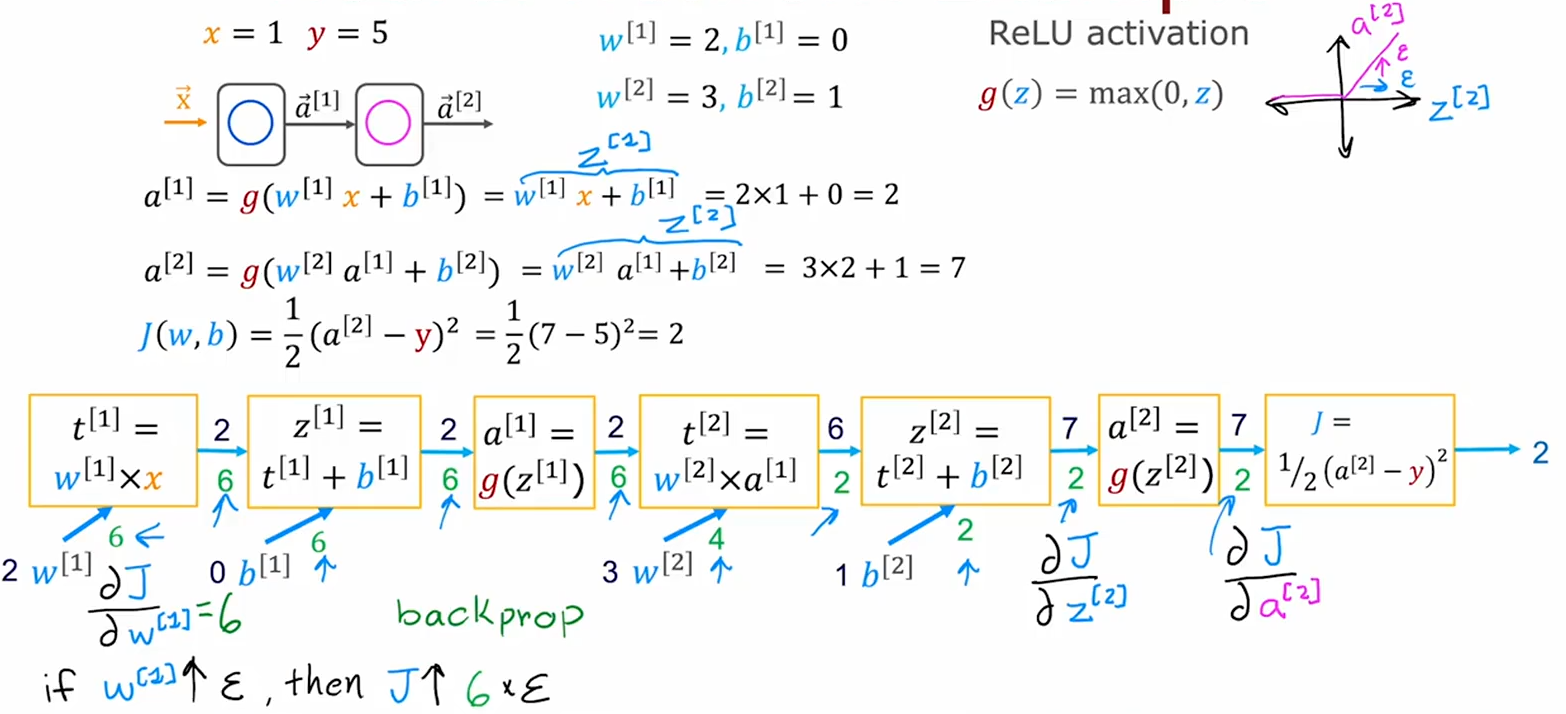 x = 1 y = 5
w[1] = 2, b[1] = 0
w[2] = 3, b[2] = 1
ReLU activation
g(z) = max(0, z)
a[2]
ε
ε
z[2]
x⃗ a⃗[1] a⃗[2]
z[1]
a[1] = g(w[1] x + b[1]) = w[1] x + b[1] = 2×1 + 0 = 2
z[2]
a[2] = g(w[2] a[1] + b[2]) = w[2] a[1] + b[2] = 3×2 + 1 = 7
J(w, b) = 1/2 (a[2] − y)² = 1/2 (7 − 5)² = 2
t[1] = w[1]×x
2
6
z[1] = t[1] + b[1]
2
6
a[1] = g(z[1])
2
6
t[2] = w[2]×a[1]
6
2
z[2] = t[2] + b[2]
7
2
a[2] = g(z[2])
7
2
J = 1/2 (a[2] − y)²
2
2 w[1] 6 ←
0 b[1] 6 ↑
3 w[2] 4 ↑
1 b[2] 2 ↑
∂J/∂z[2]
∂J/∂a[2]
∂J/∂w[1] = 6
backprop
if w[1] ↑ ε, then J ↑ 6 × ε